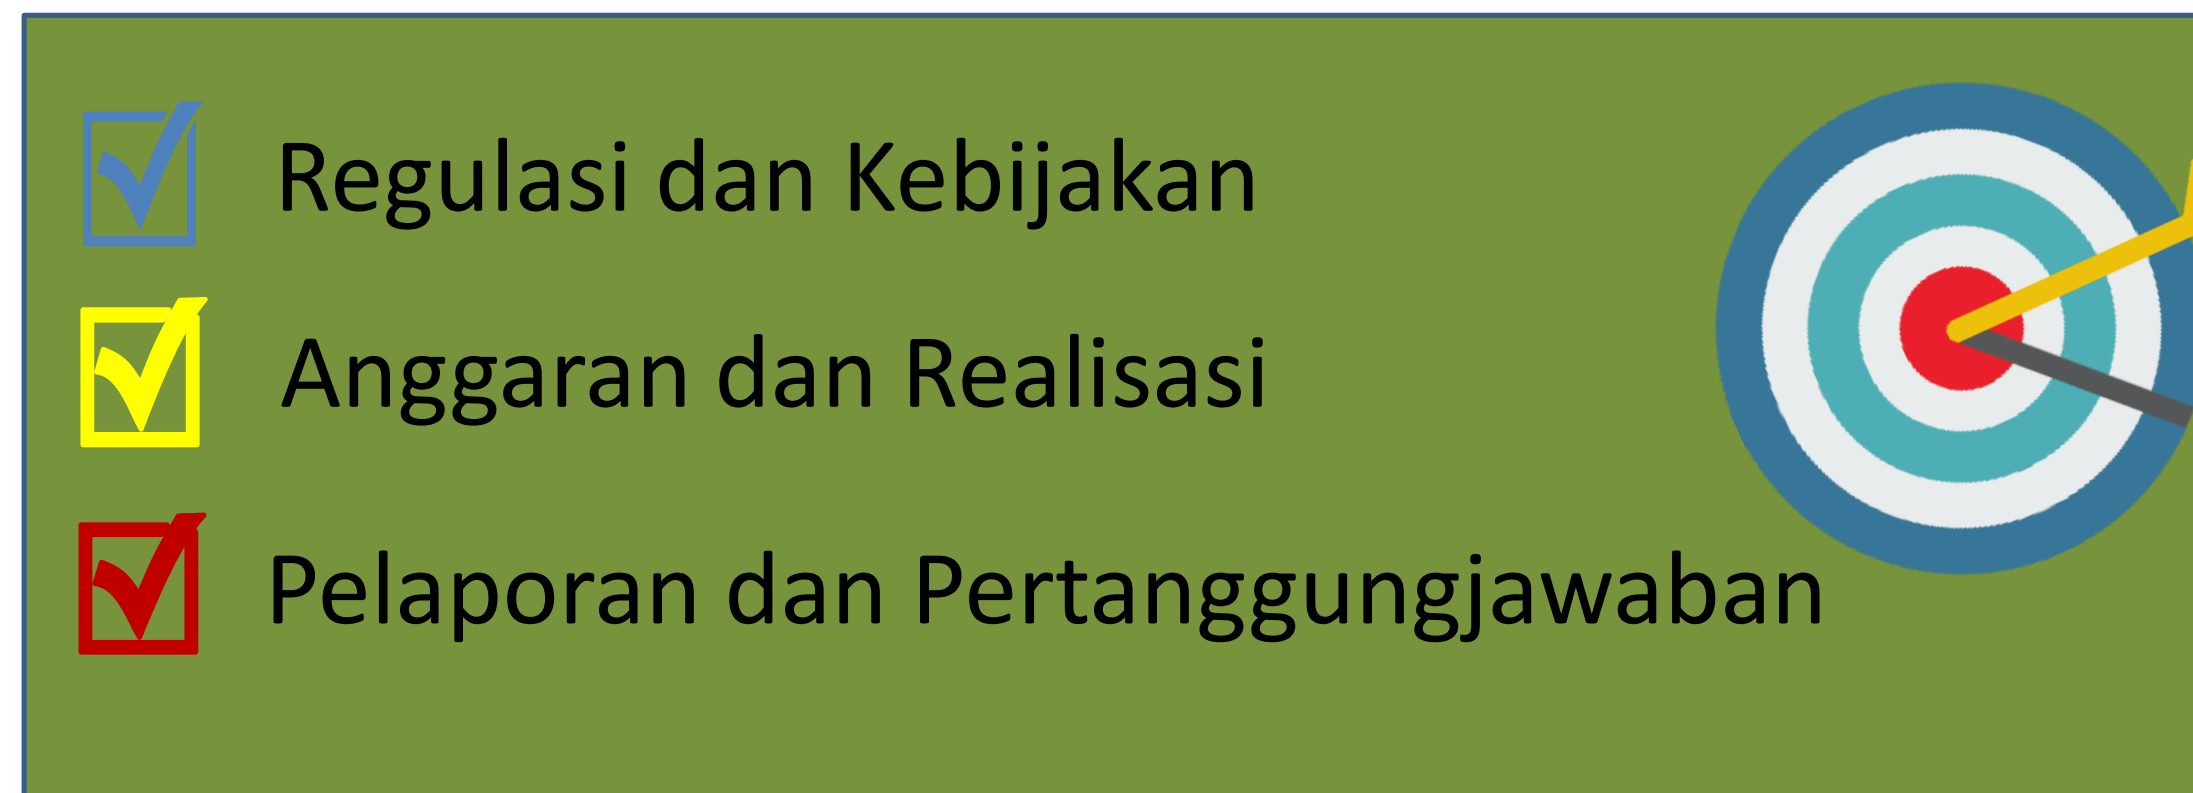 Regulasi dan Kebijakan
Anggaran dan Realisasi
Pelaporan dan Pertanggungjawaban